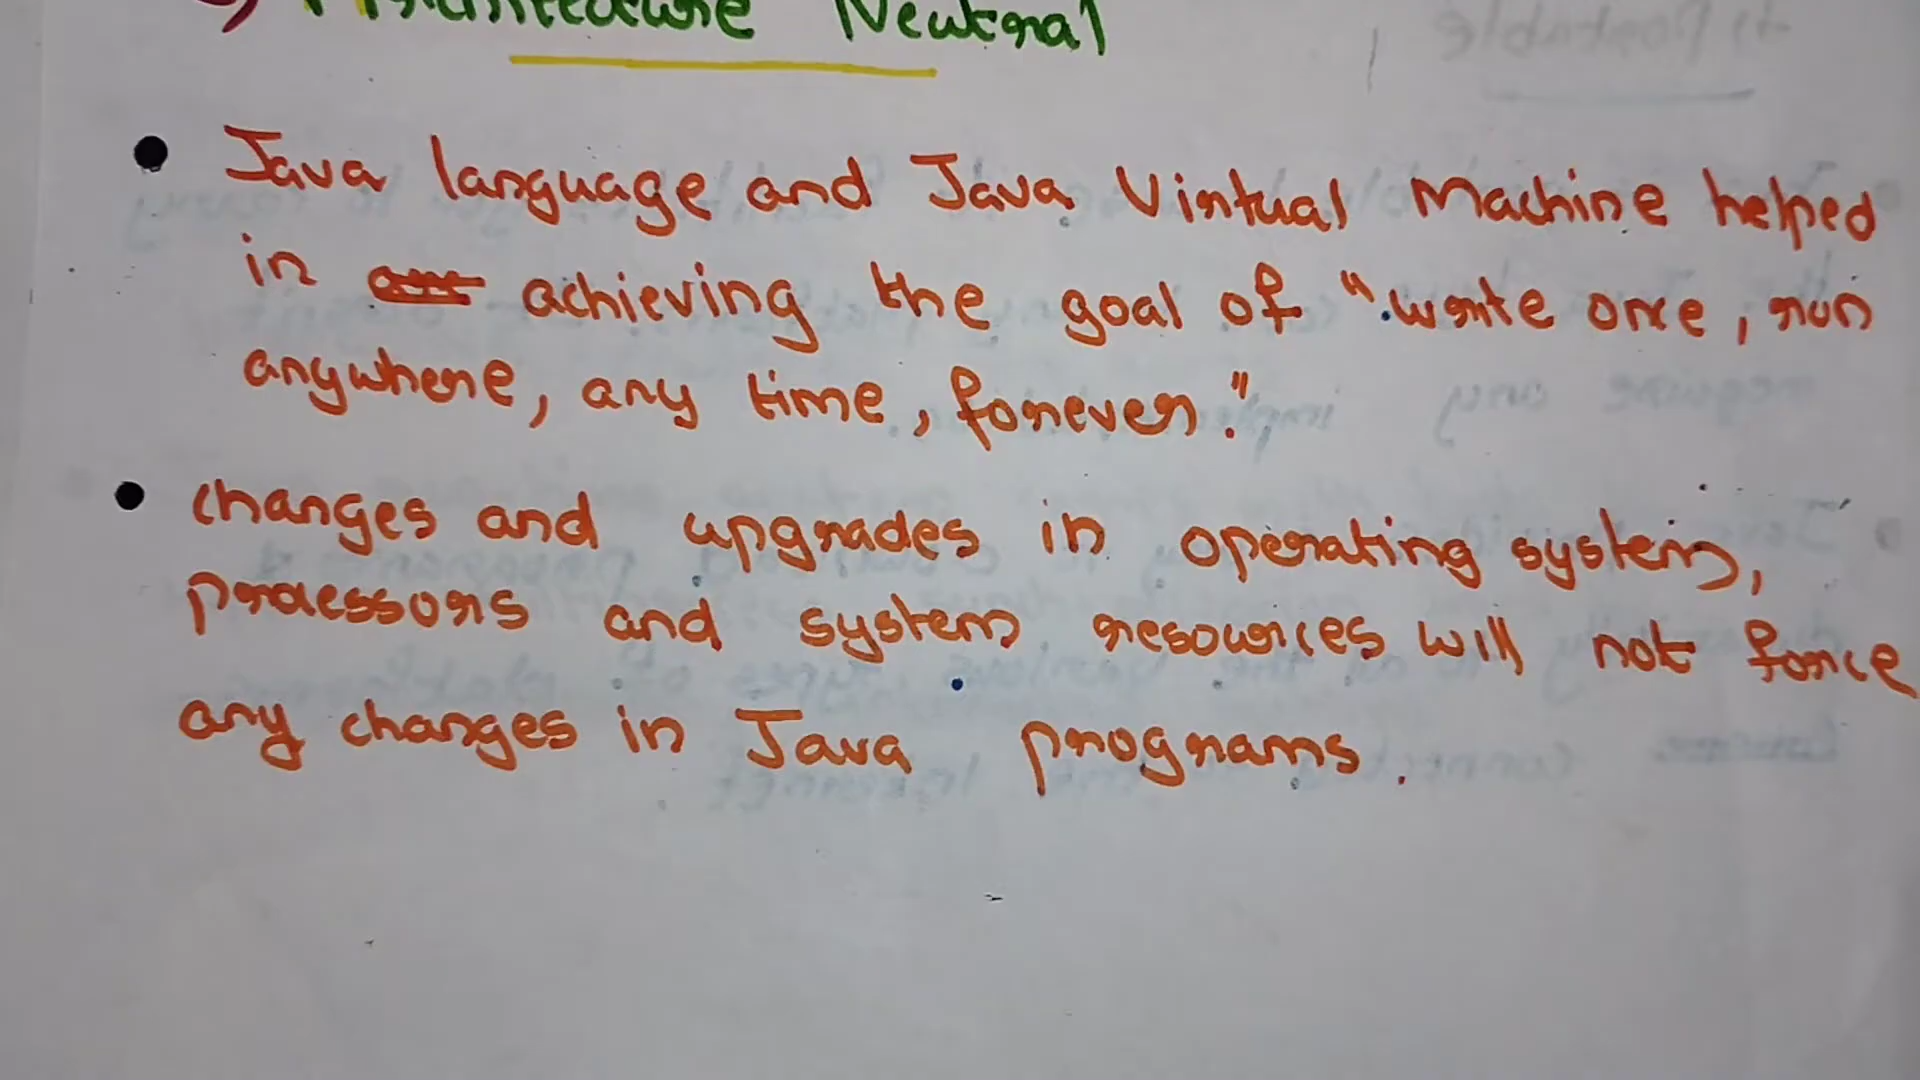 Architecture Neutral
• Java language and Java Virtual Machine helped
in achieving the goal of "write once, run
anywhere, any time, forever."
• changes and upgrades in operating system,
processors and system resources will not force
any changes in Java programs.